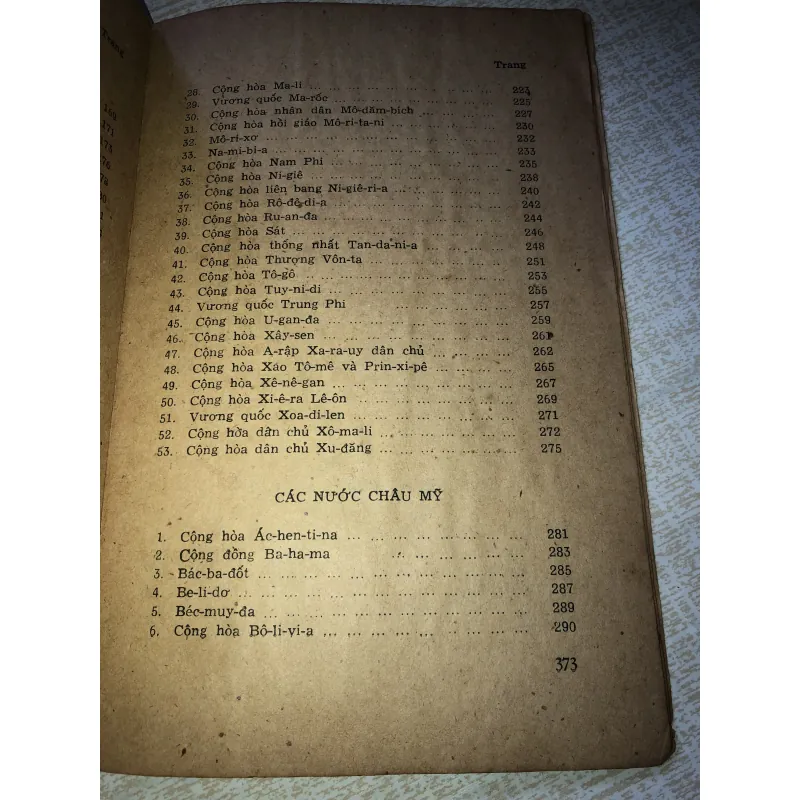 Trang
Trang
149
171
174
28. Cộng hòa Ma-li ... 223
29. Vương quốc Ma-rốc ... 225
30. Cộng hòa nhân dân Mô-dăm-bích ... 227
31. Cộng hòa hồi giáo Mô-ri-ta-ni ... 230
32. Mô-ri-xơ ... 232
33. Na-mi-bi-a ... 233
34. Cộng hòa Nam Phi ... 235
35. Cộng hòa Ni-giê ... 238
36. Cộng hòa liên bang Ni-giê-ri-a ... 240
37. Cộng hòa Rô-đê-di-a ... 242
38. Cộng hòa Ru-an-đa ... 244
39. Cộng hòa Sát ... 246
40. Cộng hòa thống nhất Tan-da-ni-a ... 248
41. Cộng hòa Thượng Vôn-ta ... 251
42. Cộng hòa Tô-gô ... 253
43. Cộng hòa Tuy-ni-di ... 255
44. Vương quốc Trung Phi ... 257
45. Cộng hòa U-gan-đa ... 259
46. Cộng hòa Xây-sen ... 261
47. Cộng hòa A-rập Xa-ra-uy dân chủ ... 262
48. Cộng hòa Xao Tô-mê và Prin-xi-pê ... 265
49. Cộng hòa Xê-nê-gan ... 267
50. Cộng hòa Xi-ê-ra Lê-ôn ... 269
51. Vương quốc Xoa-di-len ... 271
52. Cộng hòa dân chủ Xô-ma-li ... 272
53. Cộng hòa dân chủ Xu-đăng ... 275
CÁC NƯỚC CHÂU MỸ
1. Cộng hòa Ác-hen-ti-na ... 281
2. Cộng đồng Ba-ha-ma ... 283
3. Bác-ba-đốt ... 285
4. Be-li-dơ ... 287
5. Béc-muy-đa ... 289
6. Cộng hòa Bô-li-vi-a ... 290
373